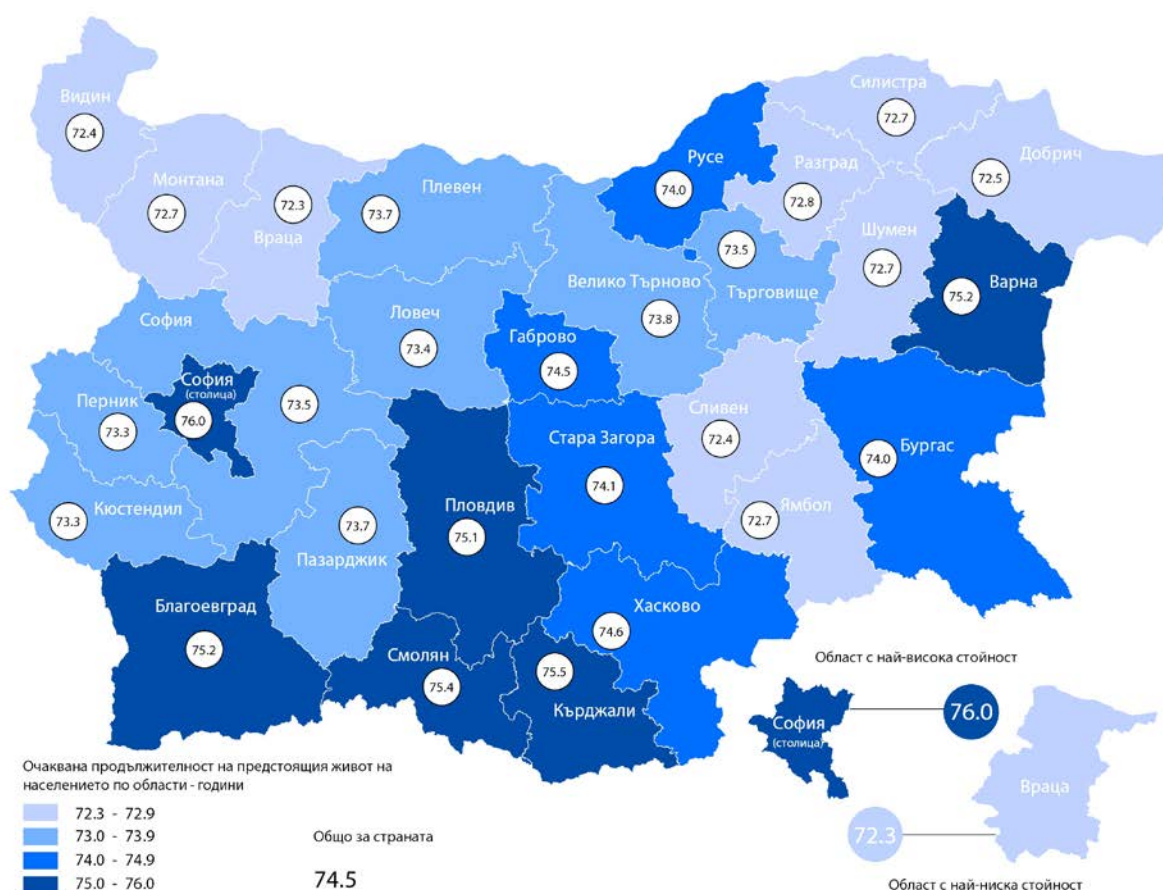 Видин
72.4
Монтана
72.7
72.3
Враца
Плевен
73.7
Русе
74.0
Силистра
72.7
Разград
72.8
Добрич
72.5
Шумен
72.7
Варна
75.2
73.5
Търговище
Велико Търново
73.8
Ловеч
73.4
Габрово
74.5
София
73.5
София
(столица)
76.0
Перник
73.3
Кюстендил
73.3
73.7
Пазарджик
Пловдив
75.1
Стара Загора
74.1
Сливен
72.4
Ямбол
72.7
Бургас
74.0
Благоевград
75.2
Смолян
75.4
75.5
Кърджали
Хасково
74.6
Област с най-висока стойност
София
(столица)
76.0
Враца
72.3
Област с най-ниска стойност
Очаквана продължителност на предстоящия живот на
населението по области - години
72.3 - 72.9
73.0 - 73.9
74.0 - 74.9
75.0 - 76.0
Общо за страната
74.5